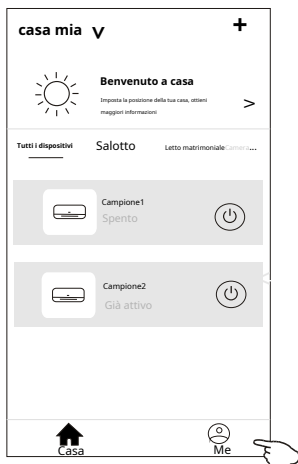 casa mia
Benvenuto a casa
Imposta la posizione della tua casa, ottieni
maggiori informazioni
Tutti i dispositivi Salotto Letto matrimoniale Camera...
Campione1
Spento
Campione2
Già attivo
Casa Me